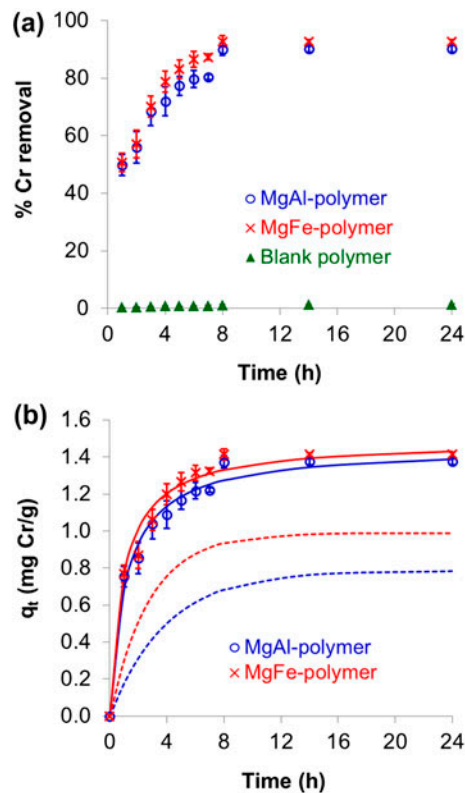 (a)
% Cr removal
100
80
60
40
20
0
MgAl-polymer
MgFe-polymer
Blank polymer
0 4 8 12 16 20 24
Time (h)
(b)
qt (mg Cr/g)
1.6
1.4
1.2
1.0
0.8
0.6
0.4
0.2
0.0
MgAl-polymer
MgFe-polymer
0 4 8 12 16 20 24
Time (h)